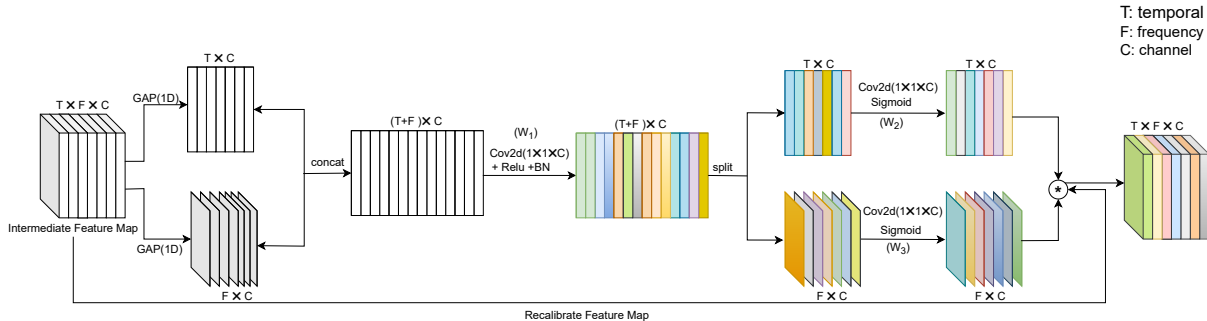 T: temporal
F: frequency
C: channel
T ✕ C
T ✕ F ✕ C
GAP(1D)
Intermediate Feature Map
GAP(1D)
F ✕ C
concat
(T+F )✕ C
(W1)
Cov2d(1✕1✕C)
+ Relu +BN
(T+F )✕ C
split
T ✕ C
Cov2d(1✕1✕C)
Sigmoid
(W2)
T ✕ C
F ✕ C
Cov2d(1✕1✕C)
Sigmoid
(W3)
F ✕ C
*
T ✕ F ✕ C
Recalibrate Feature Map